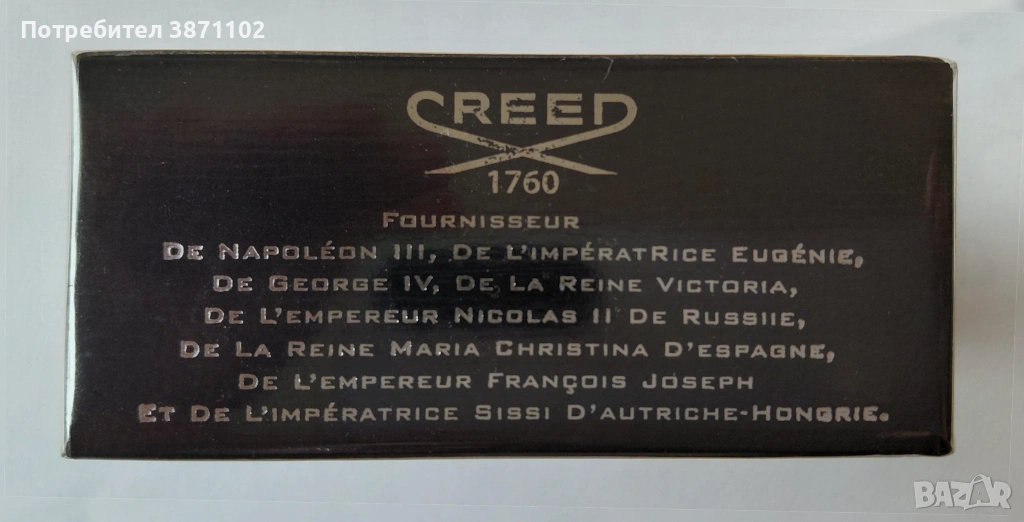 Потребител 3871102
CREED
1760
FOURNISSEUR
DE NAPOLÉON III, DE L'IMPÉRATRICE EUGÉNIE,
DE GEORGE IV, DE LA REINE VICTORIA,
DE L'EMPEREUR NICOLAS II DE RUSSIIE,
DE LA REINE MARIA CHRISTINA D'ESPAGNE,
DE L'EMPEREUR FRANÇOIS JOSEPH
ET DE L'IMPÉRATRICE SISSI D'AUTRICHE-HONGRIE.
BAZAR